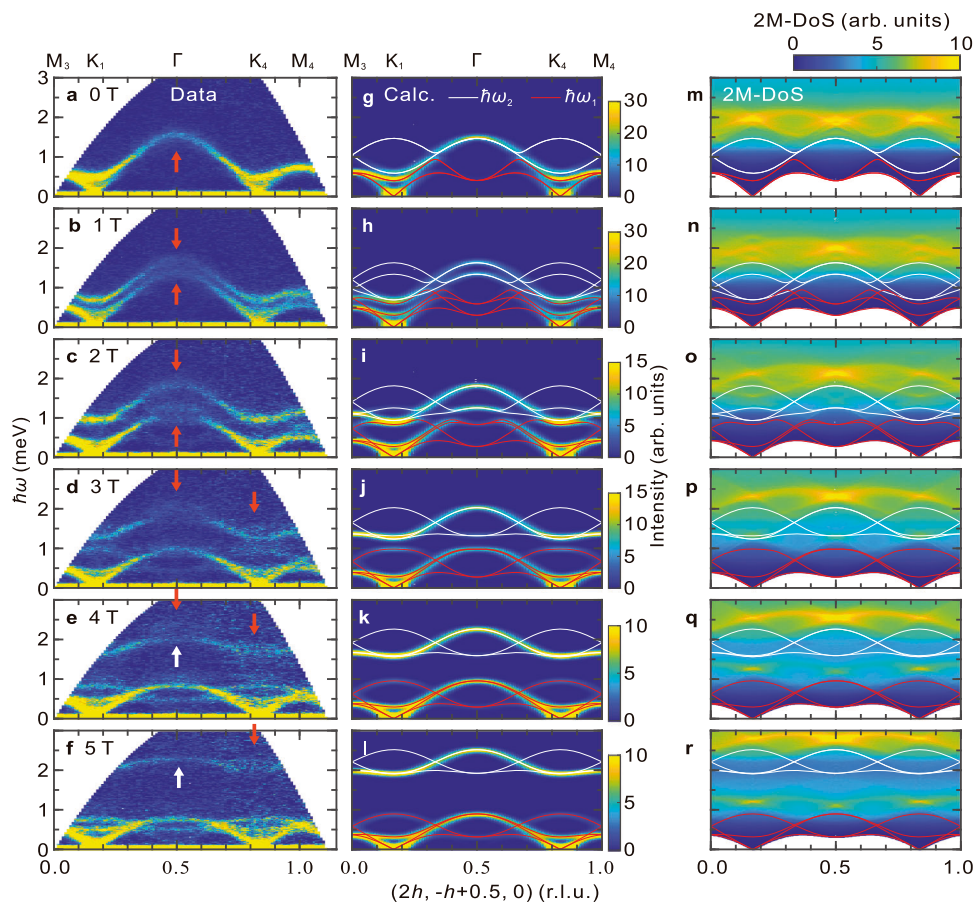 2M-DoS (arb. units)
0 5 10
M3 K1 Γ K4 M4
M3 K1 Γ K4 M4
3
a 0 T Data
2
1
0
g Calc. ħω2 ħω1
30
20
10
0
m 2M-DoS
b 1 T
2
1
0
h
30
20
10
0
n
c 2 T
2
1
0
i
15
10
5
0
o
d 3 T
2
1
0
j
15
10
5
0
p
e 4 T
2
1
0
k
10
5
0
q
f 5 T
2
1
0
l
10
5
0
r
ħω (meV)
Intensity (arb. units)
0.0 0.5 1.0
0.0 0.5 1.0
0.0 0.5 1.0
(2h, -h+0.5, 0) (r.l.u.)